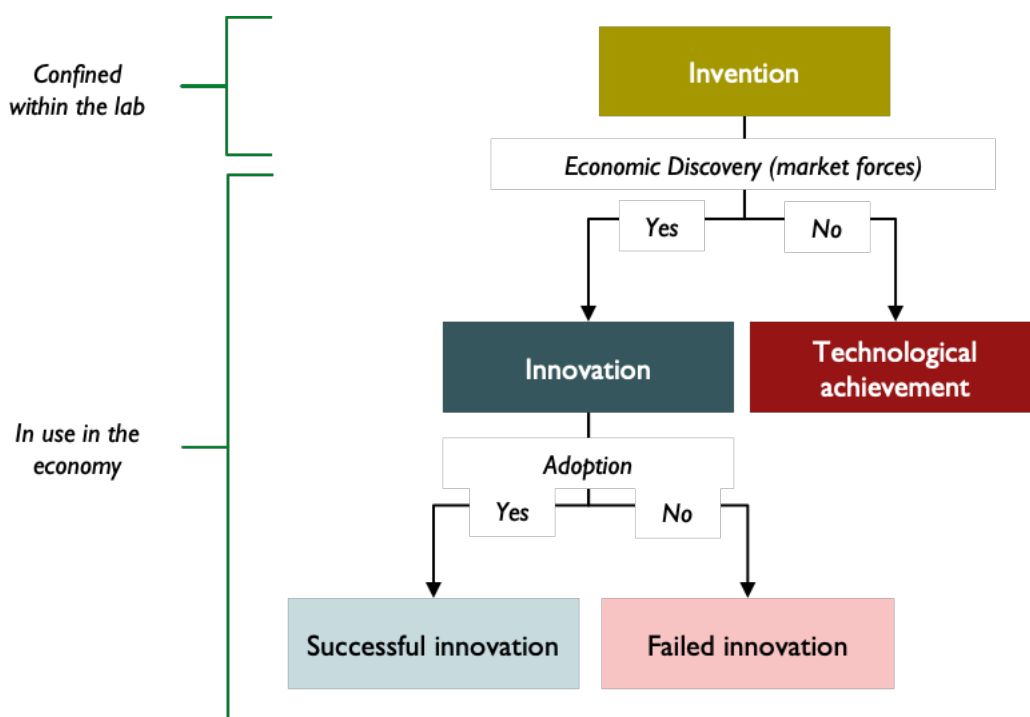 Confined
within the lab
Invention
Economic Discovery (market forces)
Yes
No
Innovation
Technological
achievement
In use in the
economy
Adoption
Yes
No
Successful innovation
Failed innovation